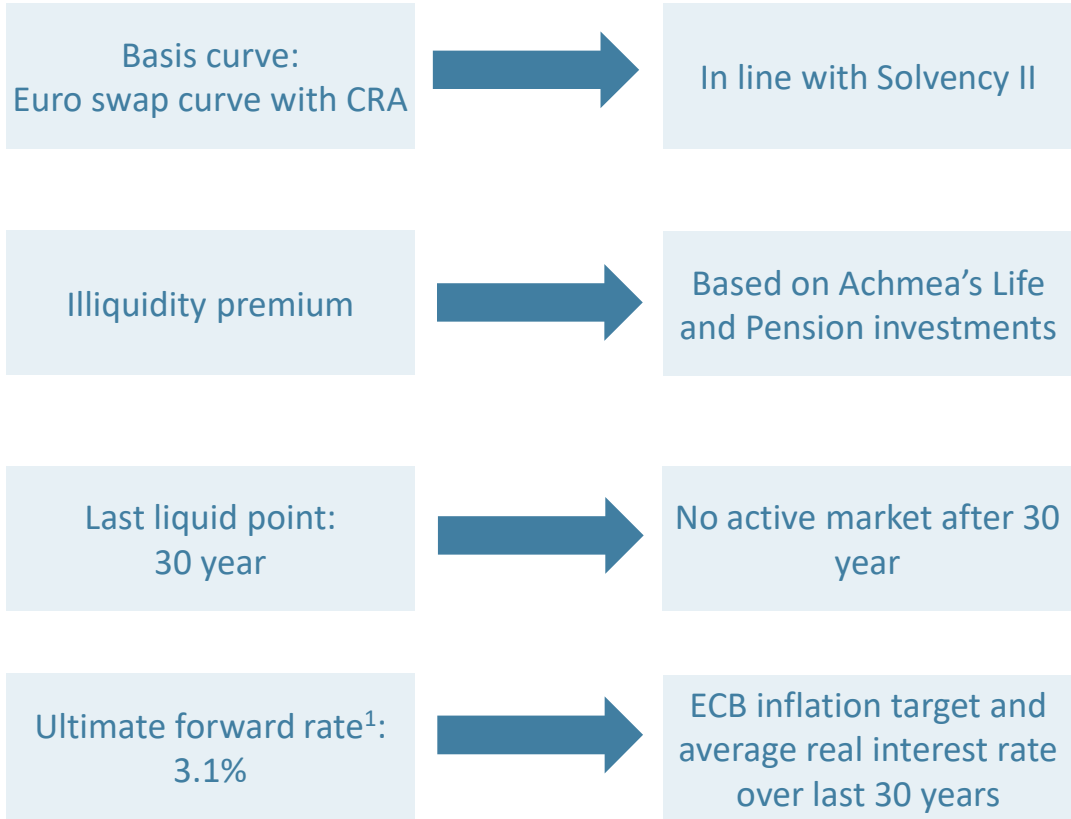 Basis curve:
Euro swap curve with CRA
In line with Solvency II
Illiquidity premium
Based on Achmea’s Life
and Pension investments
Last liquid point:
30 year
No active market after 30
year
Ultimate forward rate¹:
3.1%
ECB inflation target and
average real interest rate
over last 30 years